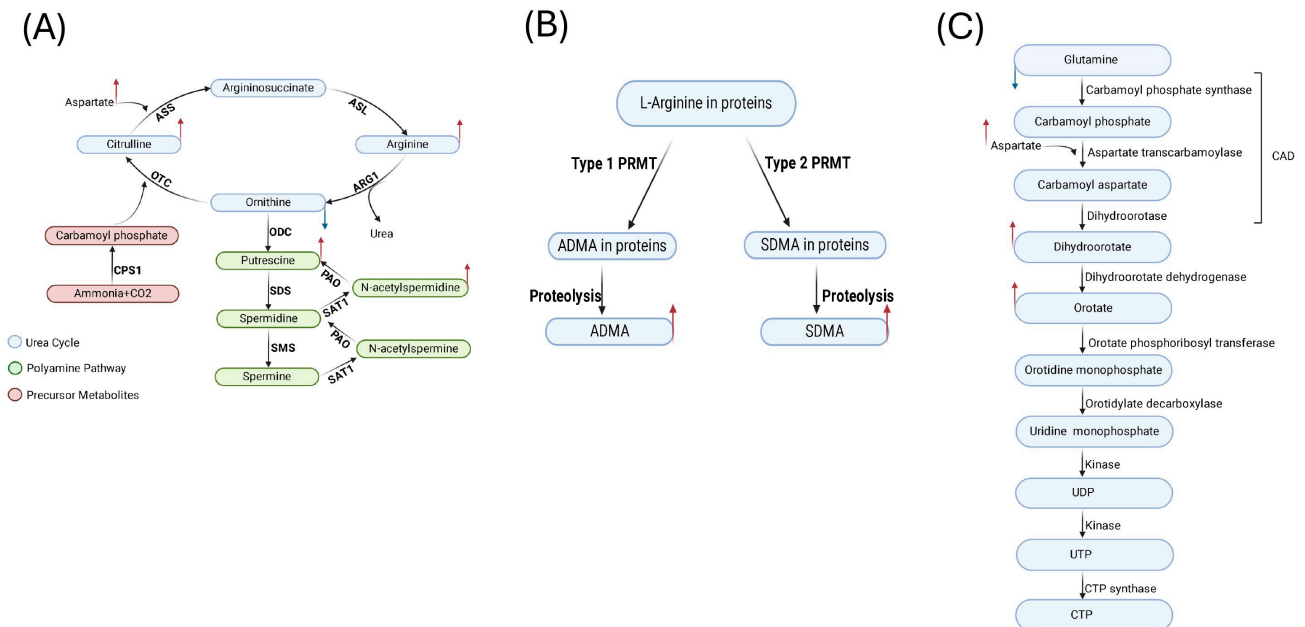 (A)
Aspartate
ASS
Argininosuccinate
ASL
Citrulline
Arginine
OTC
ARG1
Ornithine
Urea
Carbamoyl phosphate
CPS1
Ammonia+CO2
ODC
Putrescine
PAO
N-acetylspermidine
SDS
SAT1
Spermidine
PAO
N-acetylspermine
SMS
SAT1
Spermine
Urea Cycle
Polyamine Pathway
Precursor Metabolites
(B)
L-Arginine in proteins
Type 1 PRMT
Type 2 PRMT
ADMA in proteins
SDMA in proteins
Proteolysis
Proteolysis
ADMA
SDMA
(C)
Glutamine
Carbamoyl phosphate synthase
Carbamoyl phosphate
Aspartate
Aspartate transcarbamoylase
CAD
Carbamoyl aspartate
Dihydroorotase
Dihydroorotate
Dihydroorotate dehydrogenase
Orotate
Orotate phosphoribosyl transferase
Orotidine monophosphate
Orotidylate decarboxylase
Uridine monophosphate
Kinase
UDP
Kinase
UTP
CTP synthase
CTP